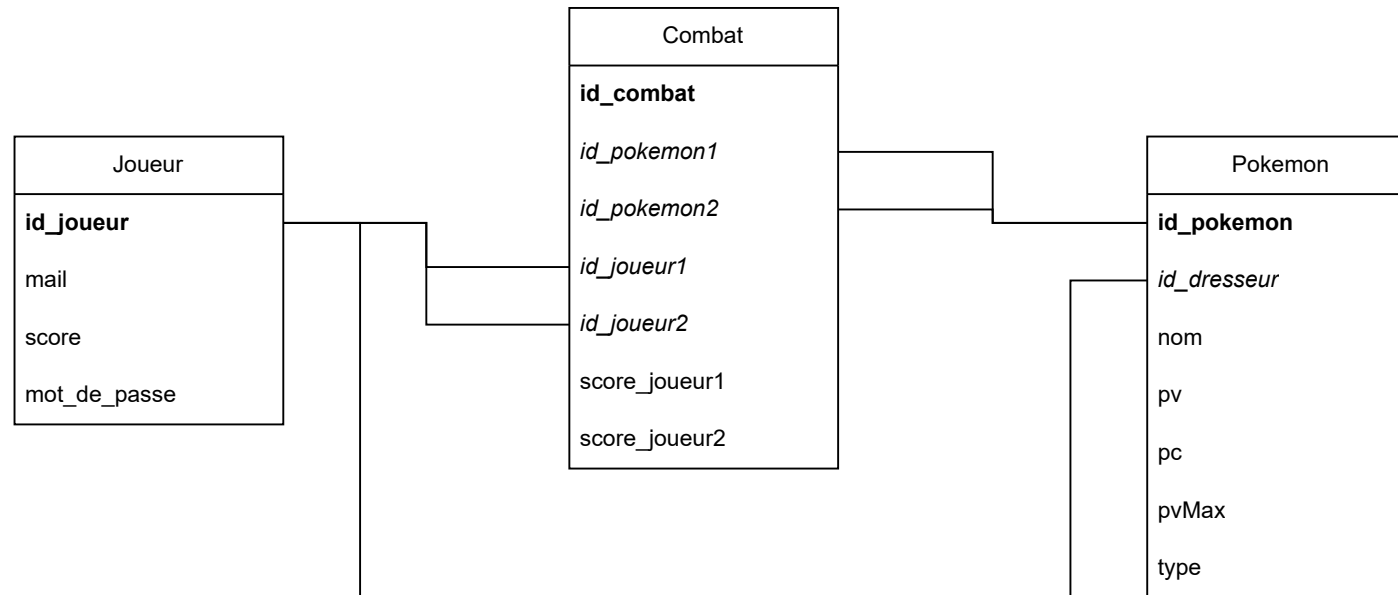 Joueur
id_joueur
mail
score
mot_de_passe
Combat
id_combat
id_pokemon1
id_pokemon2
id_joueur1
id_joueur2
score_joueur1
score_joueur2
Pokemon
id_pokemon
id_dresseur
nom
pv
pc
pvMax
type